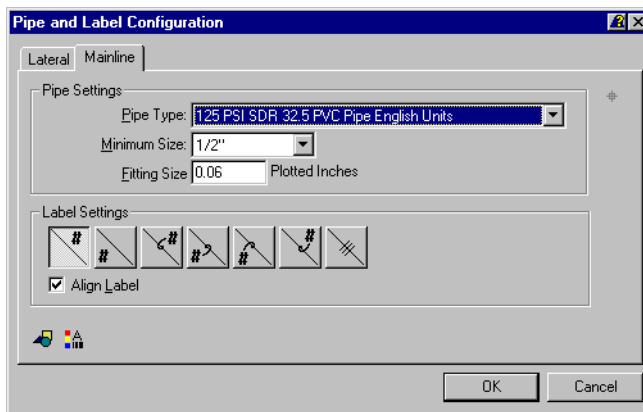 Pipe and Label Configuration
Lateral Mainline
Pipe Settings
Pipe Type: 125 PSI SDR 32.5 PVC Pipe English Units
Minimum Size: 1/2"
Fitting Size 0.06 Plotted Inches
Label Settings
# # # # # #
Align Label
A
OK Cancel